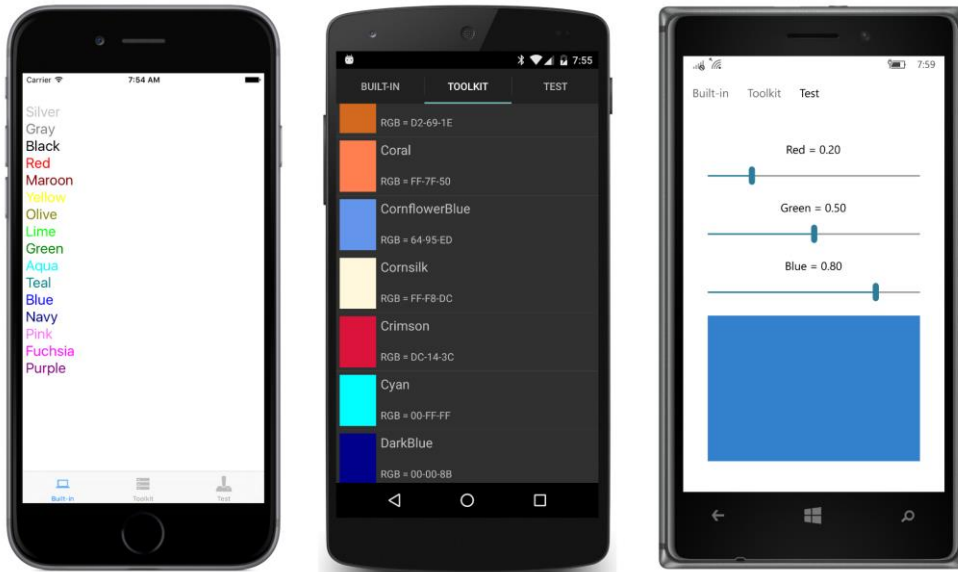 Carrier
7:54 AM
Silver
Gray
Black
Red
Maroon
Yellow
Olive
Lime
Green
Aqua
Teal
Blue
Navy
Pink
Fuchsia
Purple
Built-in
Toolkit
Test
7:55
BUILT-IN
TOOLKIT
TEST
RGB = D2-69-1E
Coral
RGB = FF-7F-50
CornflowerBlue
RGB = 64-95-ED
Cornsilk
RGB = FF-F8-DC
Crimson
RGB = DC-14-3C
Cyan
RGB = 00-FF-FF
DarkBlue
RGB = 00-00-8B
7:59
Built-in
Toolkit
Test
Red = 0.20
Green = 0.50
Blue = 0.80